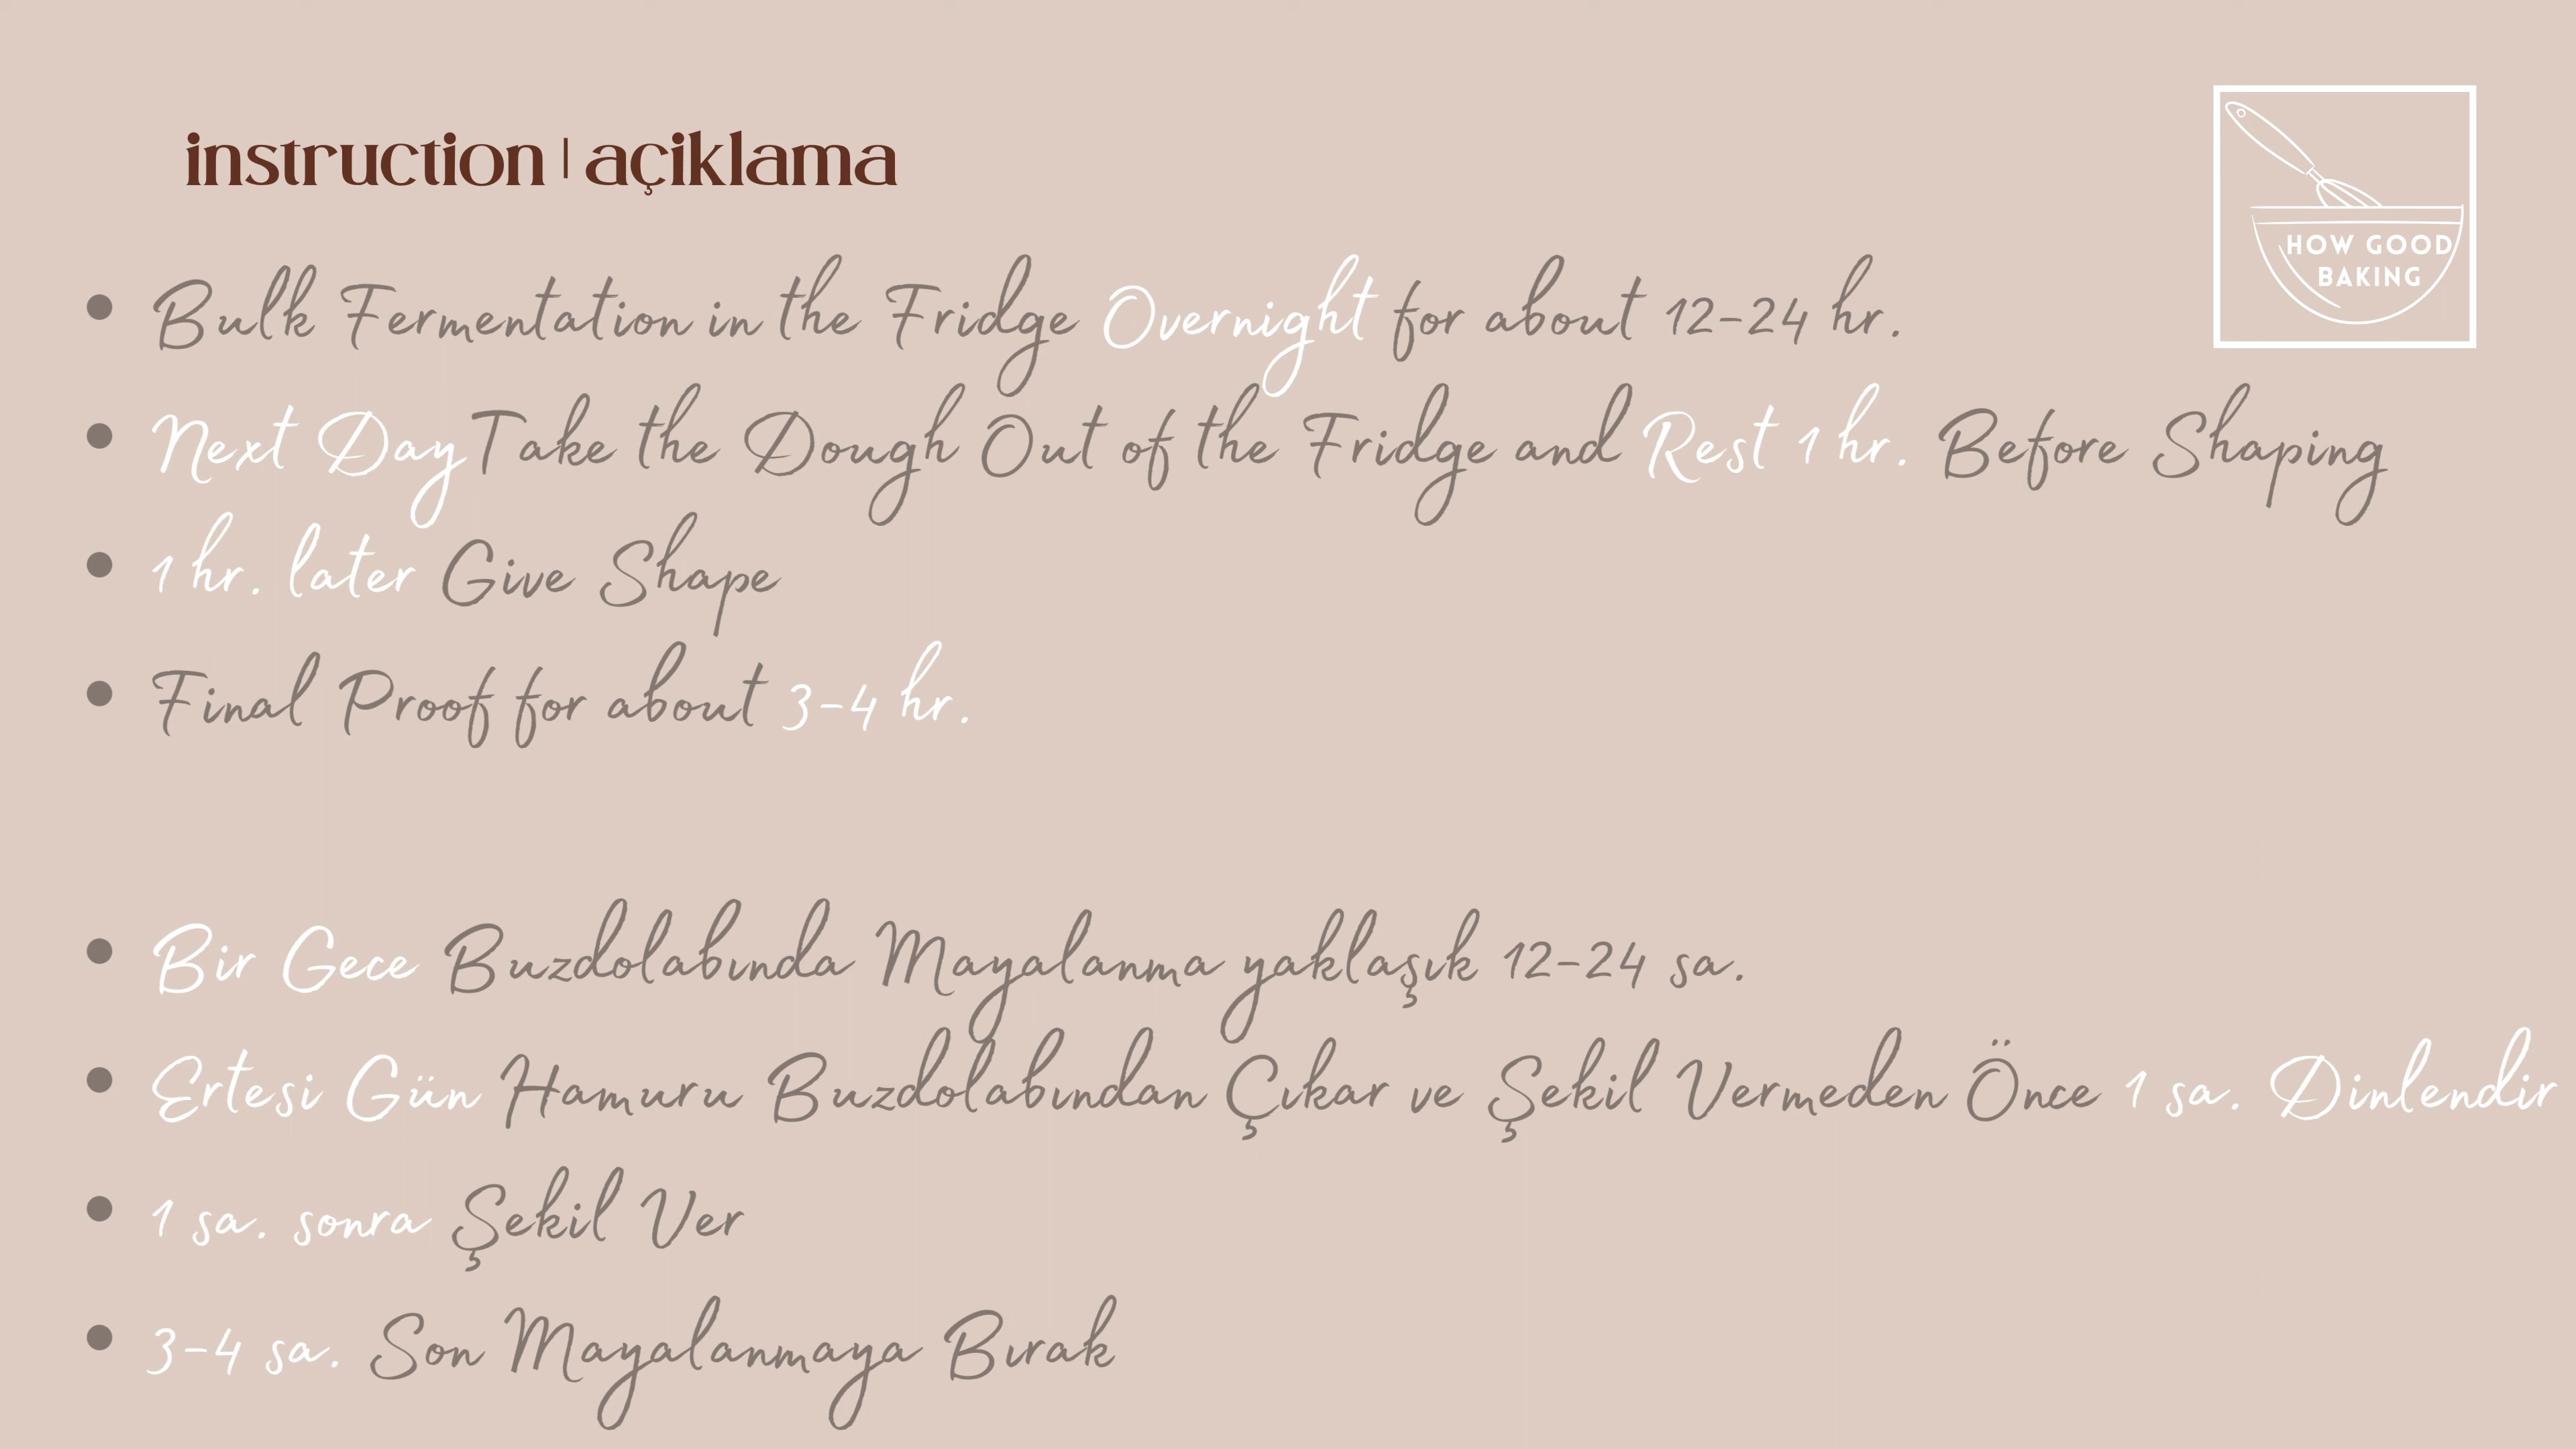 instruction | açiklama
HOW GOOD
BAKING
• Bulk Fermentation in the Fridge Overnight for about 12-24 hr.
• Next Day Take the Dough Out of the Fridge and Rest 1 hr. Before Shaping
• 1 hr. later Give Shape
• Final Proof for about 3-4 hr.
• Bir Gece Buzdolabında Mayalanma yaklaşık 12-24 sa.
• Ertesi Gün Hamuru Buzdolabından Çıkar ve Şekil Vermeden Önce 1 sa. Dinlendir
• 1 sa. sonra Şekil Ver
• 3-4 sa. Son Mayalanmaya Bırak